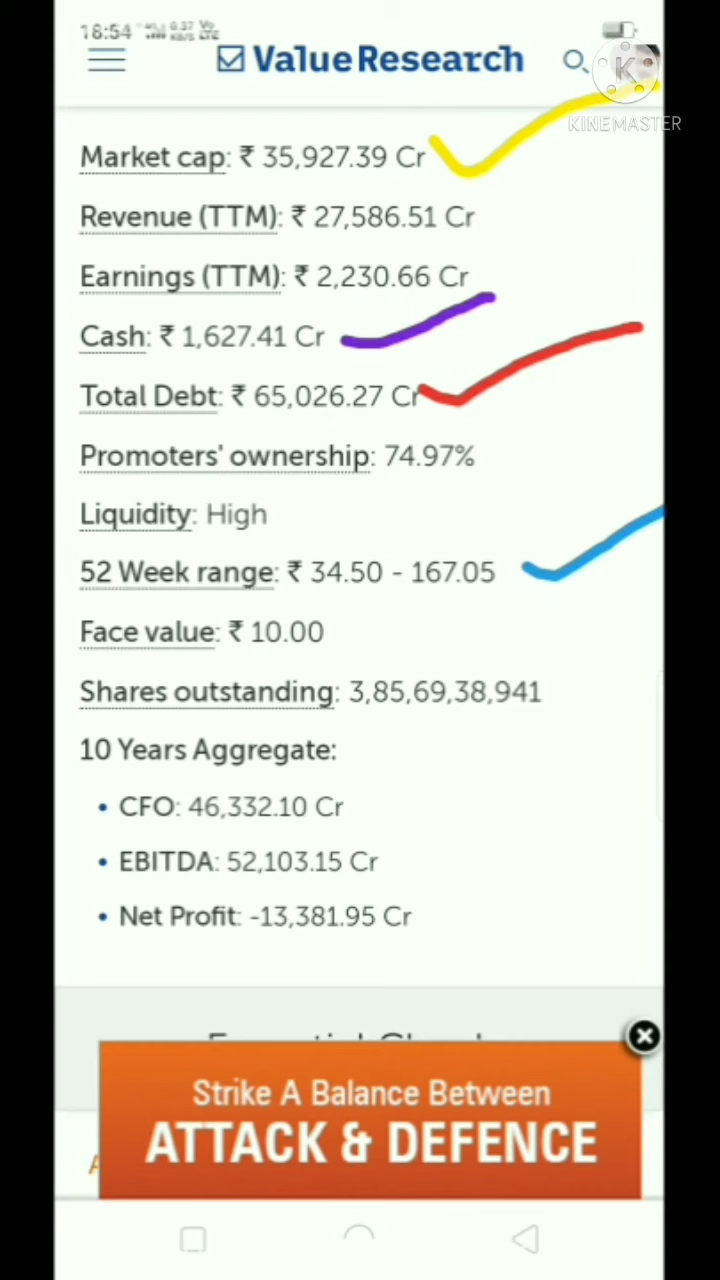 18:54
Value Research
K
KINEMASTER
Market cap: ₹ 35,927.39 Cr
Revenue (TTM): ₹ 27,586.51 Cr
Earnings (TTM): ₹ 2,230.66 Cr
Cash: ₹ 1,627.41 Cr
Total Debt: ₹ 65,026.27 Cr
Promoters' ownership: 74.97%
Liquidity: High
52 Week range: ₹ 34.50 - 167.05
Face value: ₹ 10.00
Shares outstanding: 3,85,69,38,941
10 Years Aggregate:
• CFO: 46,332.10 Cr
• EBITDA: 52,103.15 Cr
• Net Profit: -13,381.95 Cr
Strike A Balance Between
ATTACK & DEFENCE